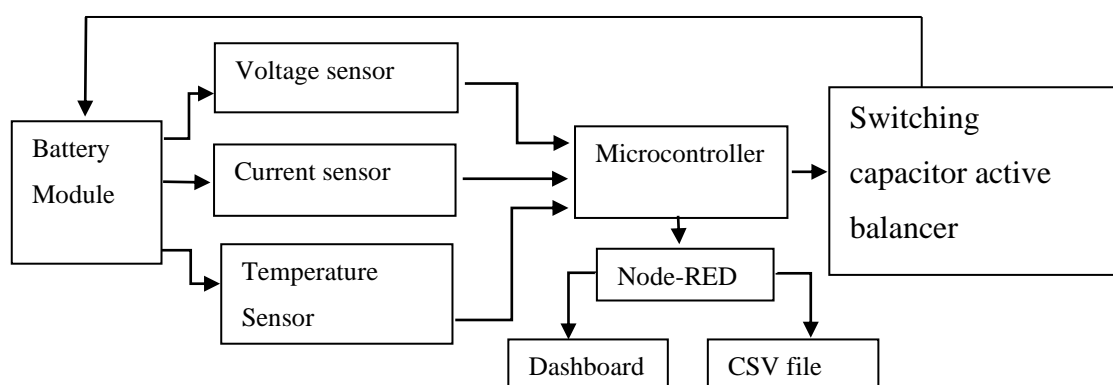 Voltage sensor
Battery
Module
Current sensor
Temperature
Sensor
Microcontroller
Switching
capacitor active
balancer
Node-RED
Dashboard
CSV file